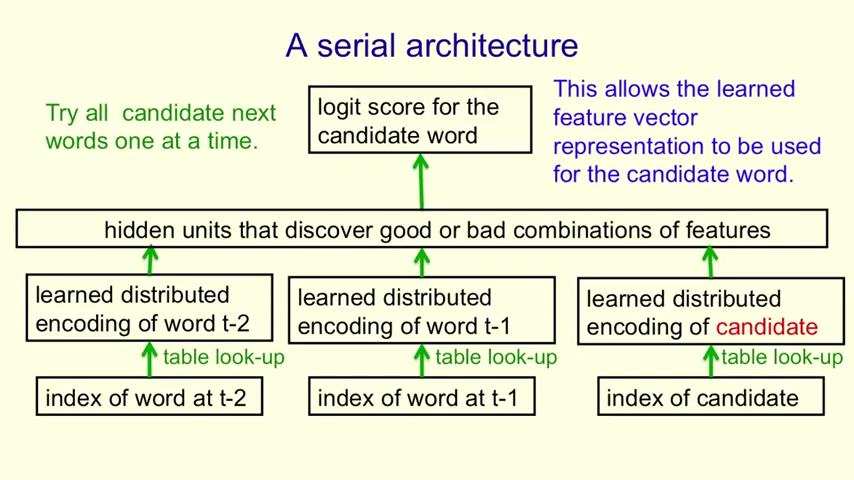 A serial architecture
Try all candidate next
words one at a time.
logit score for the
candidate word
This allows the learned
feature vector
representation to be used
for the candidate word.
hidden units that discover good or bad combinations of features
learned distributed
encoding of word t-2
learned distributed
encoding of word t-1
learned distributed
encoding of candidate
table look-up
table look-up
table look-up
index of word at t-2
index of word at t-1
index of candidate